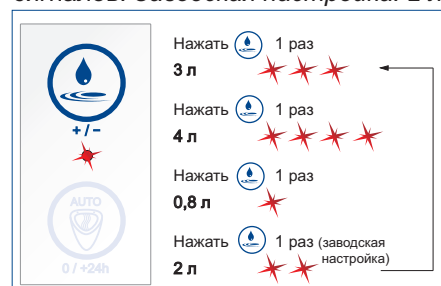 + / –
AUTO
0 / +24h
Нажать 1 раз
3 л
Нажать 1 раз
4 л
Нажать 1 раз
0,8 л
Нажать 1 раз (заводская
2 л настройка)